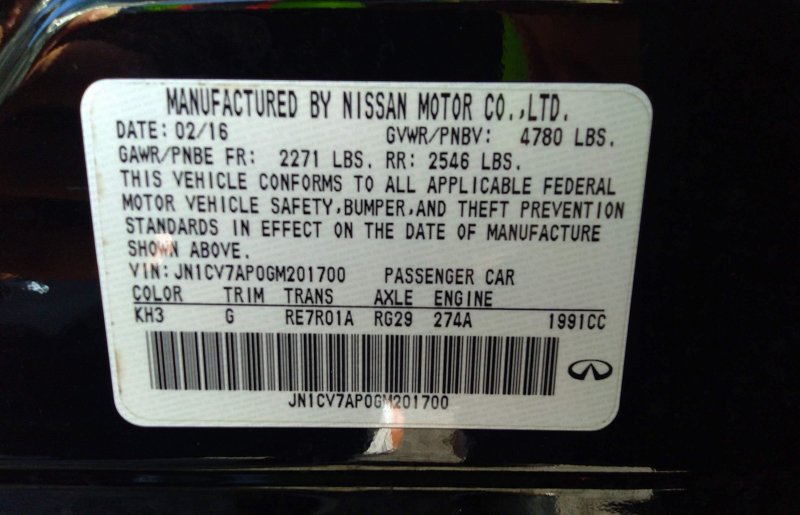 MANUFACTURED BY NISSAN MOTOR CO.,LTD.
DATE: 02/16 GVWR/PNBV: 4780 LBS.
GAWR/PNBE FR: 2271 LBS. RR: 2546 LBS.
THIS VEHICLE CONFORMS TO ALL APPLICABLE FEDERAL
MOTOR VEHICLE SAFETY,BUMPER,AND THEFT PREVENTION
STANDARDS IN EFFECT ON THE DATE OF MANUFACTURE
SHOWN ABOVE.
VIN:JN1CV7AP0GM201700 PASSENGER CAR
COLOR TRIM TRANS AXLE ENGINE
KH3 G RE7R01A RG29 274A 1991CC
JN1CV7AP0GM201700